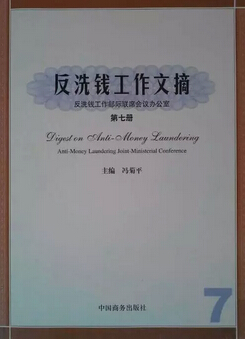 反洗钱工作文摘
反洗钱工作部际联席会议办公室
第七册
Digest on Anti-Money Laundering
Anti-Money Laundering Joint-Ministerial Conference
主编 冯菊平
中国商务出版社
7